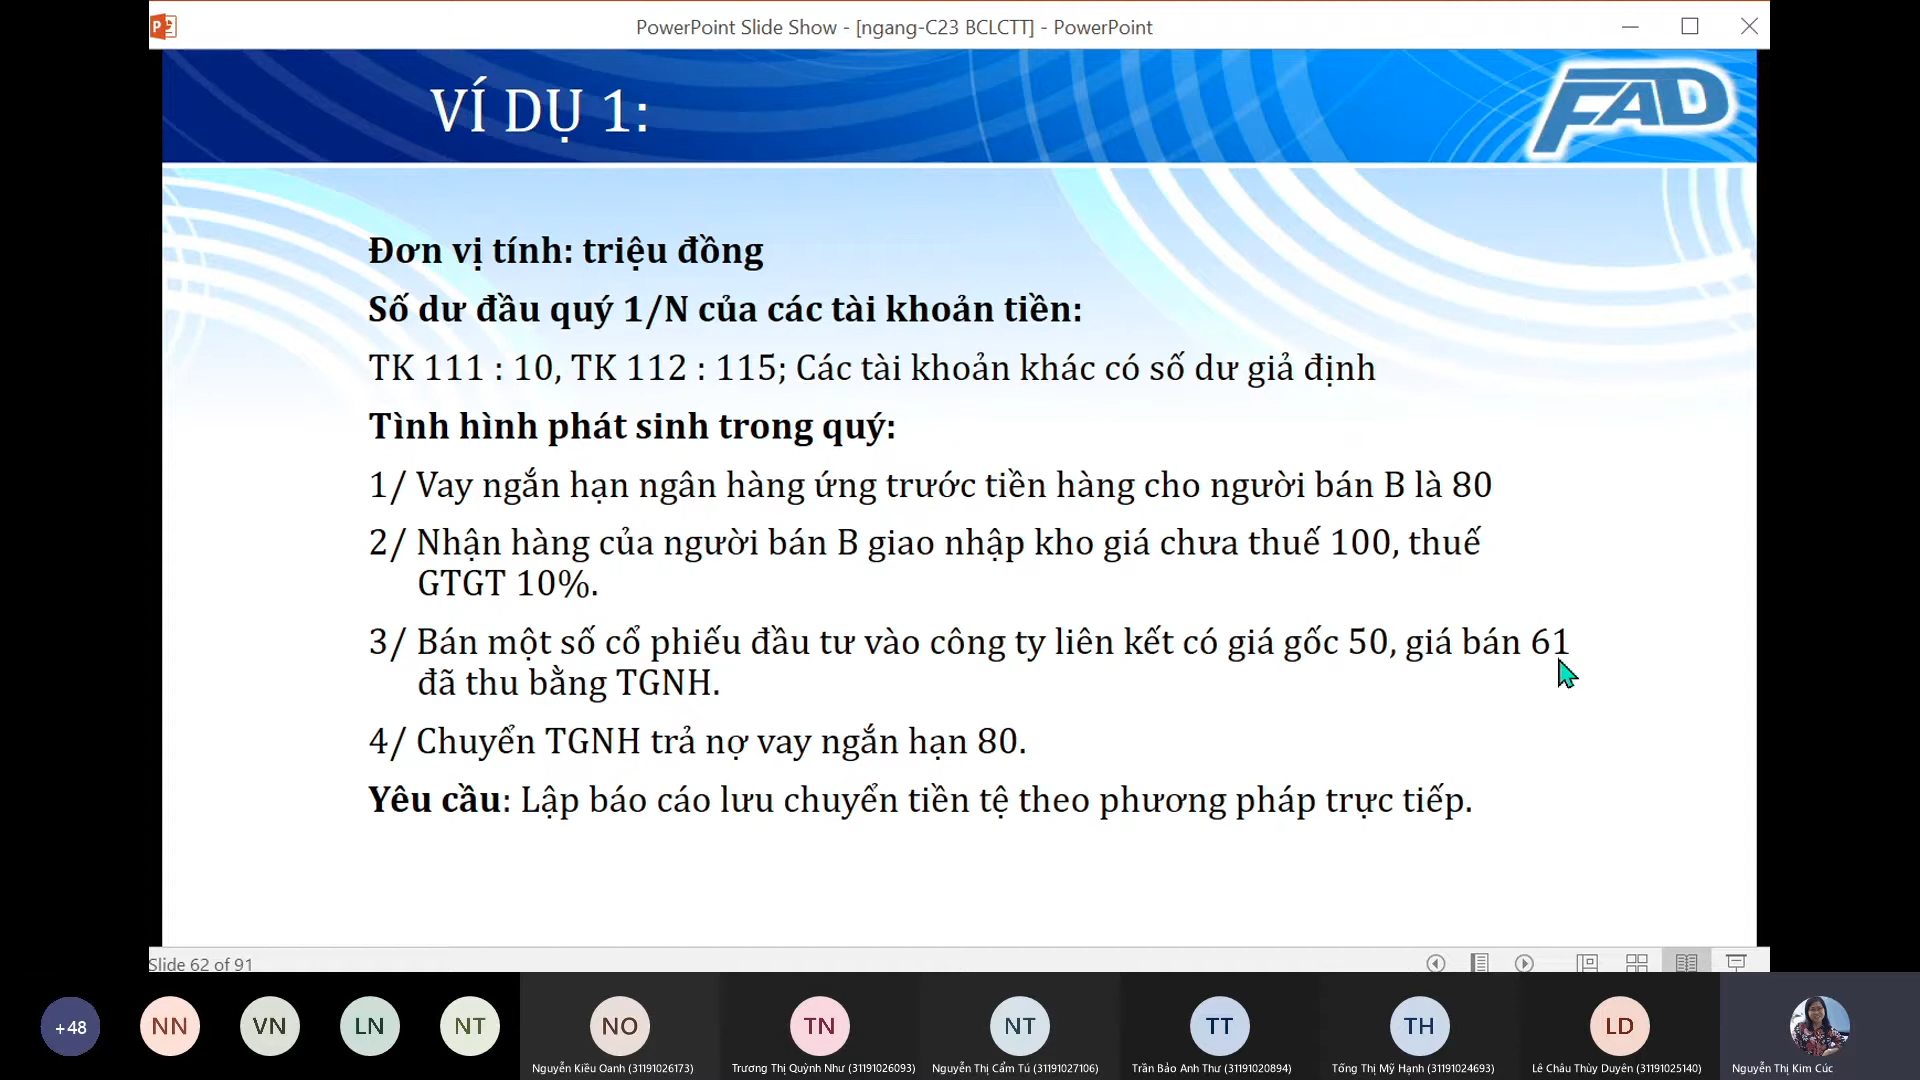 PowerPoint Slide Show - [ngang-C23 BCLCTT] - PowerPoint
VÍ DỤ 1:
FAD
Đơn vị tính: triệu đồng
Số dư đầu quý 1/N của các tài khoản tiền:
TK 111 : 10, TK 112 : 115; Các tài khoản khác có số dư giả định
Tình hình phát sinh trong quý:
1/ Vay ngắn hạn ngân hàng ứng trước tiền hàng cho người bán B là 80
2/ Nhận hàng của người bán B giao nhập kho giá chưa thuế 100, thuế
GTGT 10%.
3/ Bán một số cổ phiếu đầu tư vào công ty liên kết có giá gốc 50, giá bán 61
đã thu bằng TGNH.
4/ Chuyển TGNH trả nợ vay ngắn hạn 80.
Yêu cầu: Lập báo cáo lưu chuyển tiền tệ theo phương pháp trực tiếp.
Slide 62 of 91
+48 NN VN LN NT NO TN NT TT TH LD
Nguyễn Kiều Oanh (31191026173) Trương Thị Quỳnh Như (31191026093) Nguyễn Thị Cẩm Tú (31191027106) Trần Bảo Anh Thư (31191020894) Tống Thị Mỹ Hạnh (31191024693) Lê Châu Thùy Duyên (31191025140) Nguyễn Thị Kim Cúc